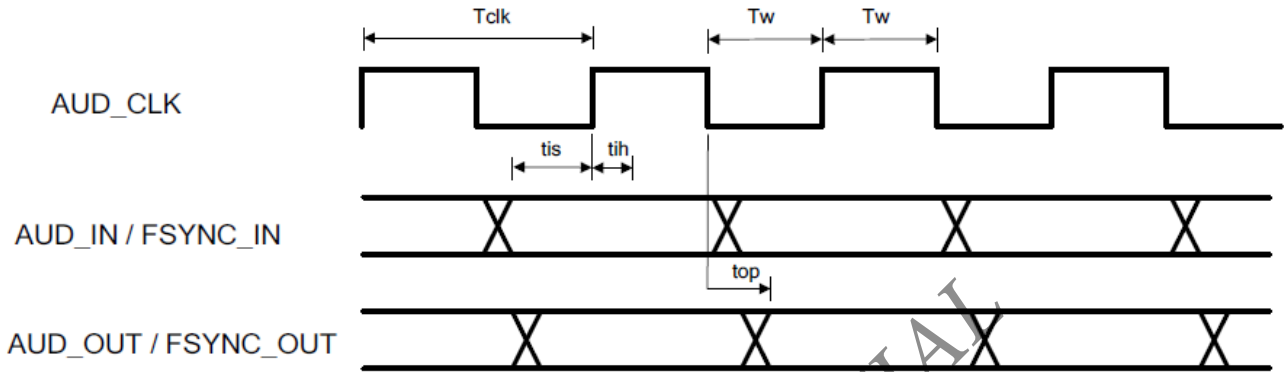 Tclk Tw Tw
AUD_CLK
tis tih
AUD_IN / FSYNC_IN
top
AUD_OUT / FSYNC_OUT